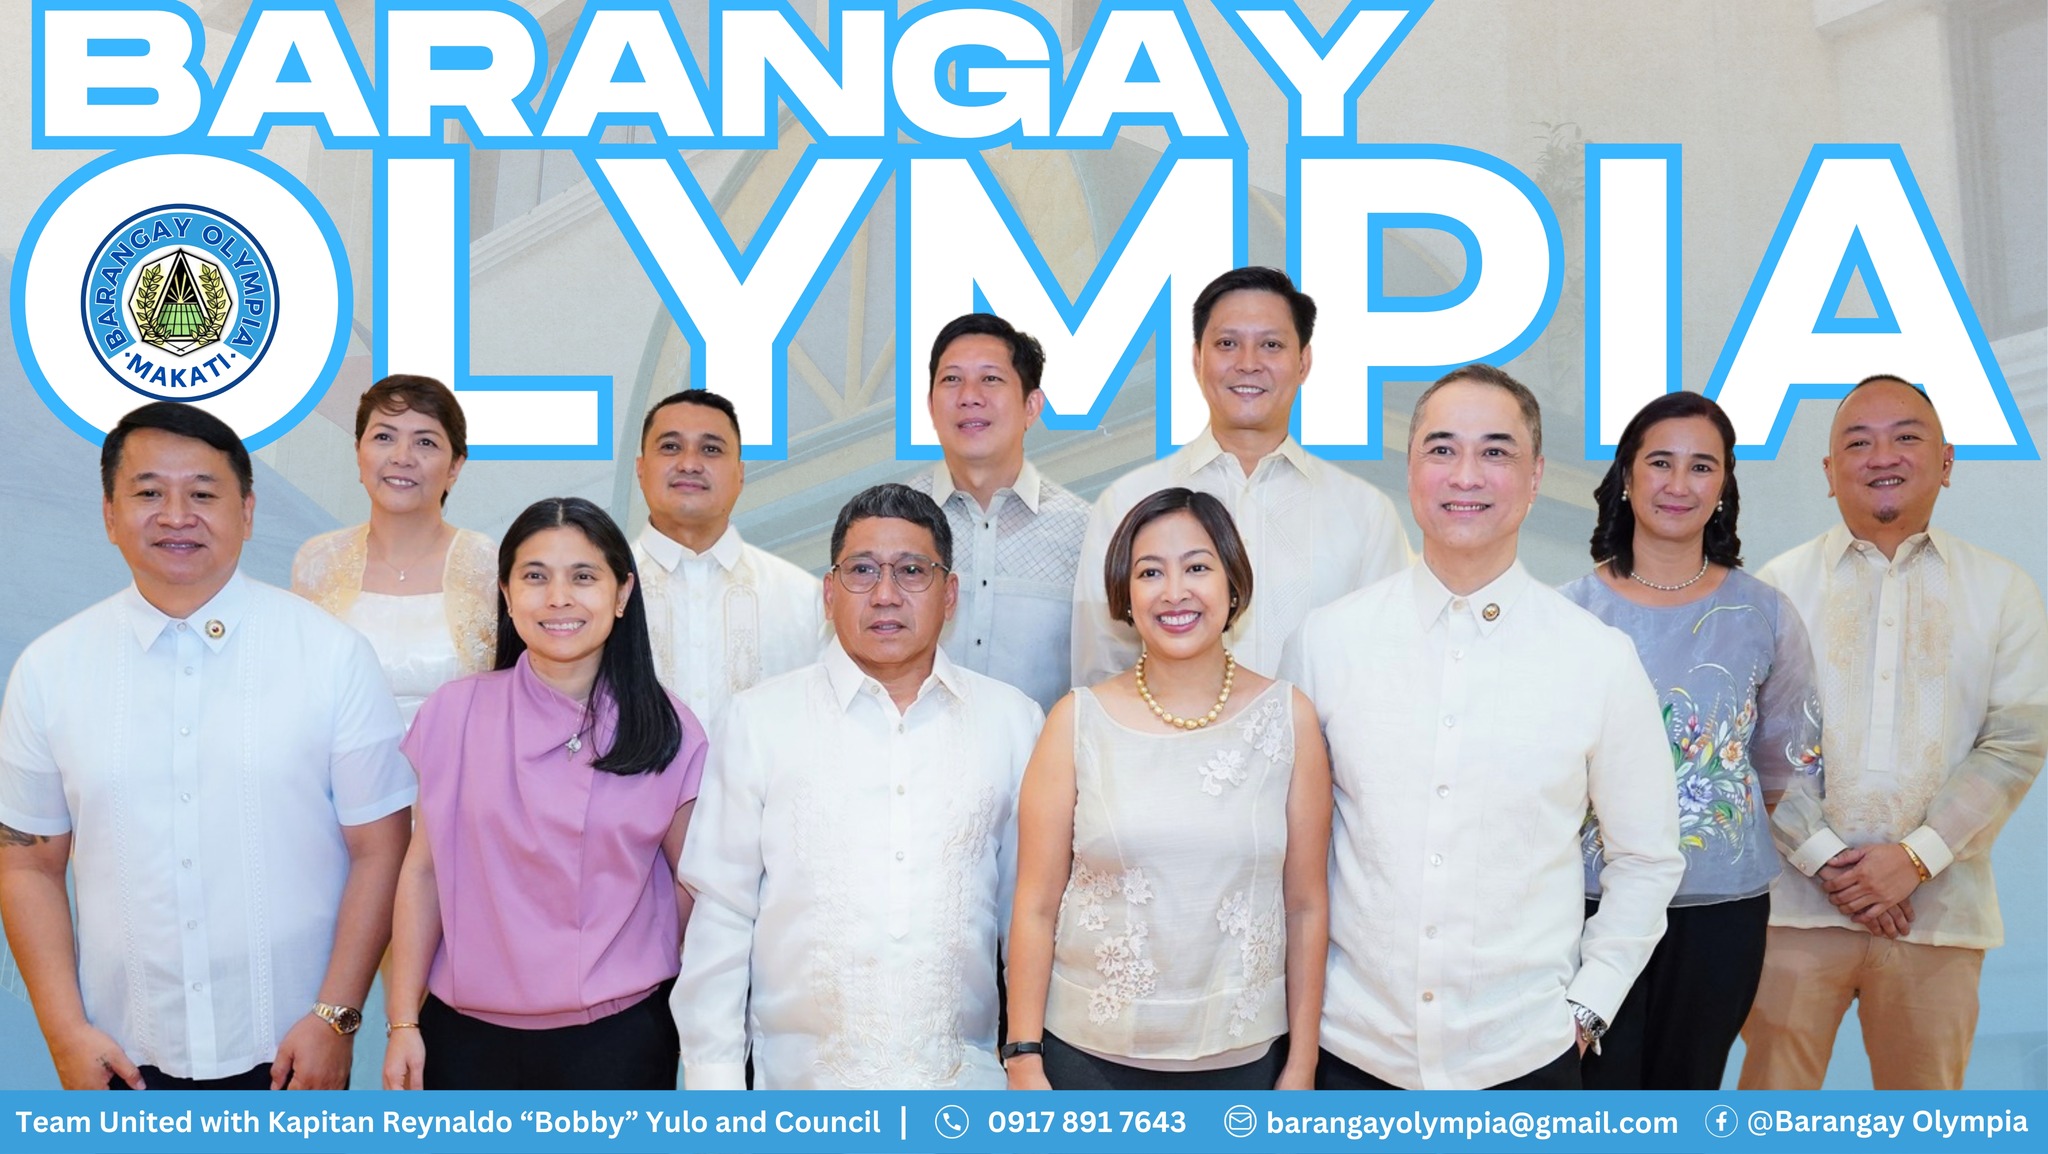 BARANGAY
OLYMPIA
BARANGAY OLYMPIA
· MAKATI ·
Team United with Kapitan Reynaldo “Bobby” Yulo and Council | 0917 891 7643 barangayolympia@gmail.com @Barangay Olympia